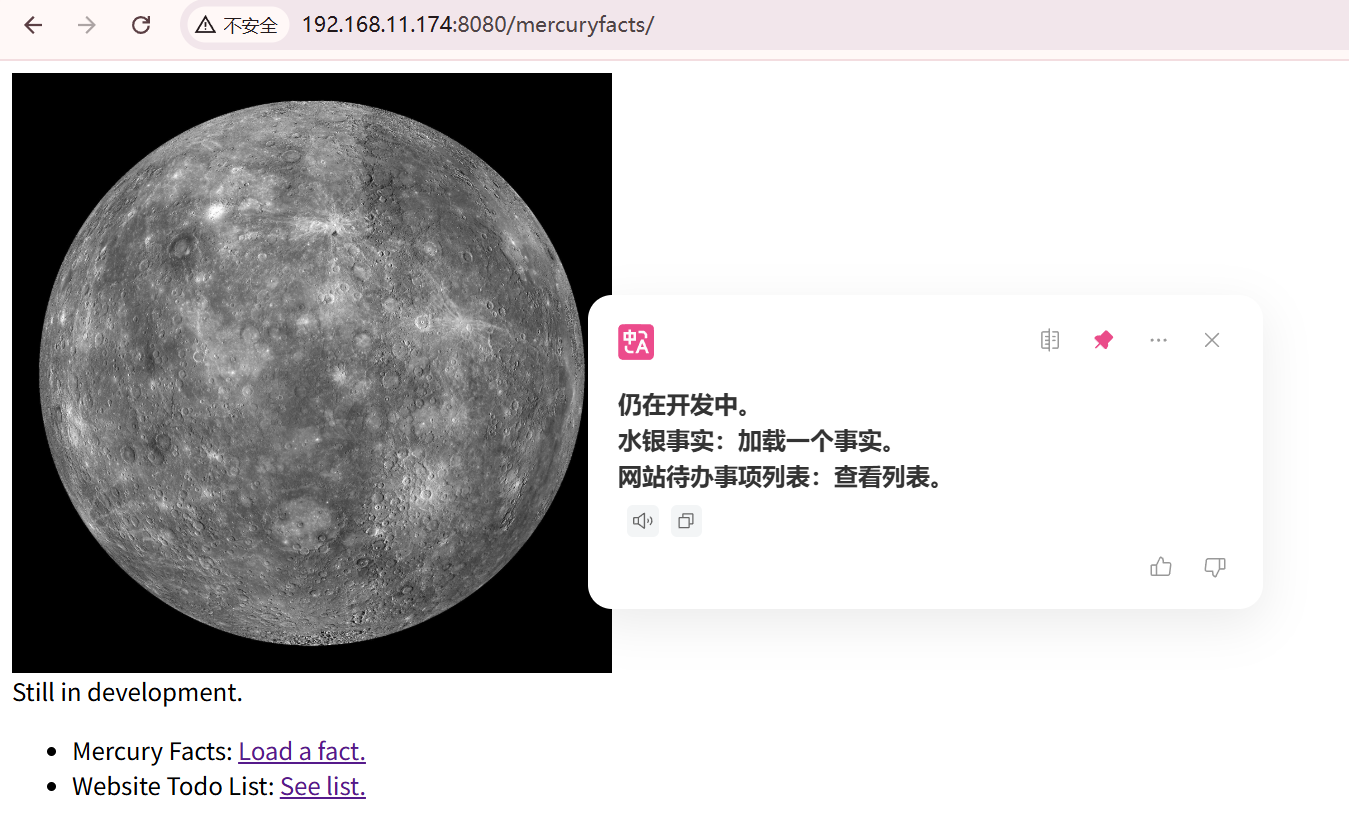 不安全 192.168.11.174:8080/mercuryfacts/
中A
仍在开发中。
水银事实：加载一个事实。
网站待办事项列表：查看列表。
Still in development.
Mercury Facts: Load a fact.
Website Todo List: See list.